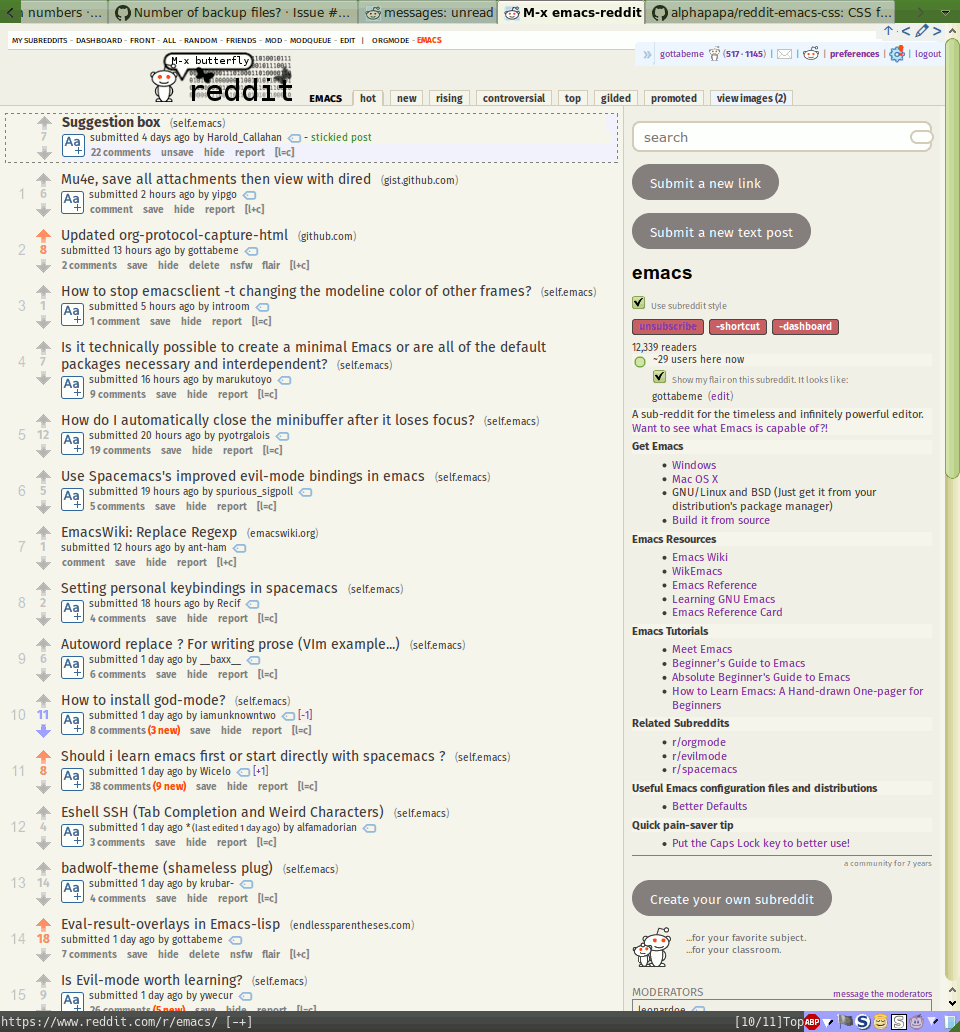 n numbers ·...
Number of backup files? · Issue #...
messages: unread
M-x emacs-reddit
alphapapa/reddit-emacs-css: CSS f...
MY SUBREDDITS - DASHBOARD - FRONT - ALL - RANDOM - FRIENDS - MOD - MODQUEUE - EDIT | ORGMODE - EMACS
gottabeme (517 · 1145) | | | preferences | | logout
M-x butterfly
reddit
EMACS hot new rising controversial top gilded promoted view images (2)
Suggestion box (self.emacs)
7
Aa+
submitted 4 days ago by Harold_Callahan - stickied post
22 comments unsave hide report [l=c]
Mu4e, save all attachments then view with dired (gist.github.com)
1 6
Aa+
submitted 2 hours ago by yipgo
comment save hide report [l+c]
Updated org-protocol-capture-html (github.com)
2 8
submitted 13 hours ago by gottabeme
2 comments save hide delete nsfw flair [l+c]
How to stop emacsclient -t changing the modeline color of other frames? (self.emacs)
3 1
Aa+
submitted 5 hours ago by introom
1 comment save hide report [l=c]
Is it technically possible to create a minimal Emacs or are all of the default
packages necessary and interdependent? (self.emacs)
4 7
Aa+
submitted 16 hours ago by marukutoyo
9 comments save hide report [l=c]
How do I automatically close the minibuffer after it loses focus? (self.emacs)
5 12
Aa+
submitted 20 hours ago by pyotrgalois
19 comments save hide report [l=c]
Use Spacemacs's improved evil-mode bindings in emacs (self.emacs)
6 5
Aa+
submitted 19 hours ago by spurious_sigpoll
5 comments save hide report [l=c]
EmacsWiki: Replace Regexp (emacswiki.org)
7 1
submitted 12 hours ago by ant-ham
comment save hide report [l+c]
Setting personal keybindings in spacemacs (self.emacs)
8 2
Aa+
submitted 18 hours ago by Recif
4 comments save hide report [l=c]
Autoword replace ? For writing prose (VIm example...) (self.emacs)
9 6
Aa+
submitted 1 day ago by __baxx__
6 comments save hide report [l=c]
How to install god-mode? (self.emacs)
10 11
Aa+
submitted 1 day ago by iamunknowntwo [-1]
8 comments (3 new) save hide report [l=c]
Should i learn emacs first or start directly with spacemacs ? (self.emacs)
11 8
Aa+
submitted 1 day ago by Wicelo [+1]
38 comments (9 new) save hide report [l=c]
Eshell SSH (Tab Completion and Weird Characters) (self.emacs)
12 4
Aa+
submitted 1 day ago * (last edited 1 day ago) by alfamadorian
3 comments save hide report [l=c]
badwolf-theme (shameless plug) (self.emacs)
13 14
Aa+
submitted 1 day ago by krubar-
4 comments save hide report [l=c]
Eval-result-overlays in Emacs-lisp (endlessparentheses.com)
14 18
submitted 1 day ago by gottabeme
7 comments save hide delete nsfw flair [l+c]
Is Evil-mode worth learning? (self.emacs)
15 9
Aa+
submitted 1 day ago by ywecur
26 comments (5 new) save hide report [l=c]
search
Submit a new link
Submit a new text post
emacs
Use subreddit style
unsubscribe -shortcut -dashboard
12,339 readers
~29 users here now
Show my flair on this subreddit. It looks like:
gottabeme (edit)
A sub-reddit for the timeless and infinitely powerful editor.
Want to see what Emacs is capable of?!
Get Emacs
• Windows
• Mac OS X
• GNU/Linux and BSD (Just get it from your
distribution's package manager)
• Build it from source
Emacs Resources
• Emacs Wiki
• WikEmacs
• Emacs Reference
• Learning GNU Emacs
• Emacs Reference Card
Emacs Tutorials
• Meet Emacs
• Beginner's Guide to Emacs
• Absolute Beginner's Guide to Emacs
• How to Learn Emacs: A Hand-drawn One-pager for
Beginners
Related Subreddits
• r/orgmode
• r/evilmode
• r/spacemacs
Useful Emacs configuration files and distributions
• Better Defaults
Quick pain-saver tip
• Put the Caps Lock key to better use!
a community for 7 years
Create your own subreddit
...for your favorite subject.
...for your classroom.
MODERATORS message the moderators
leonardoe
https://www.reddit.com/r/emacs/ [-+]
[10/11] Top ABP